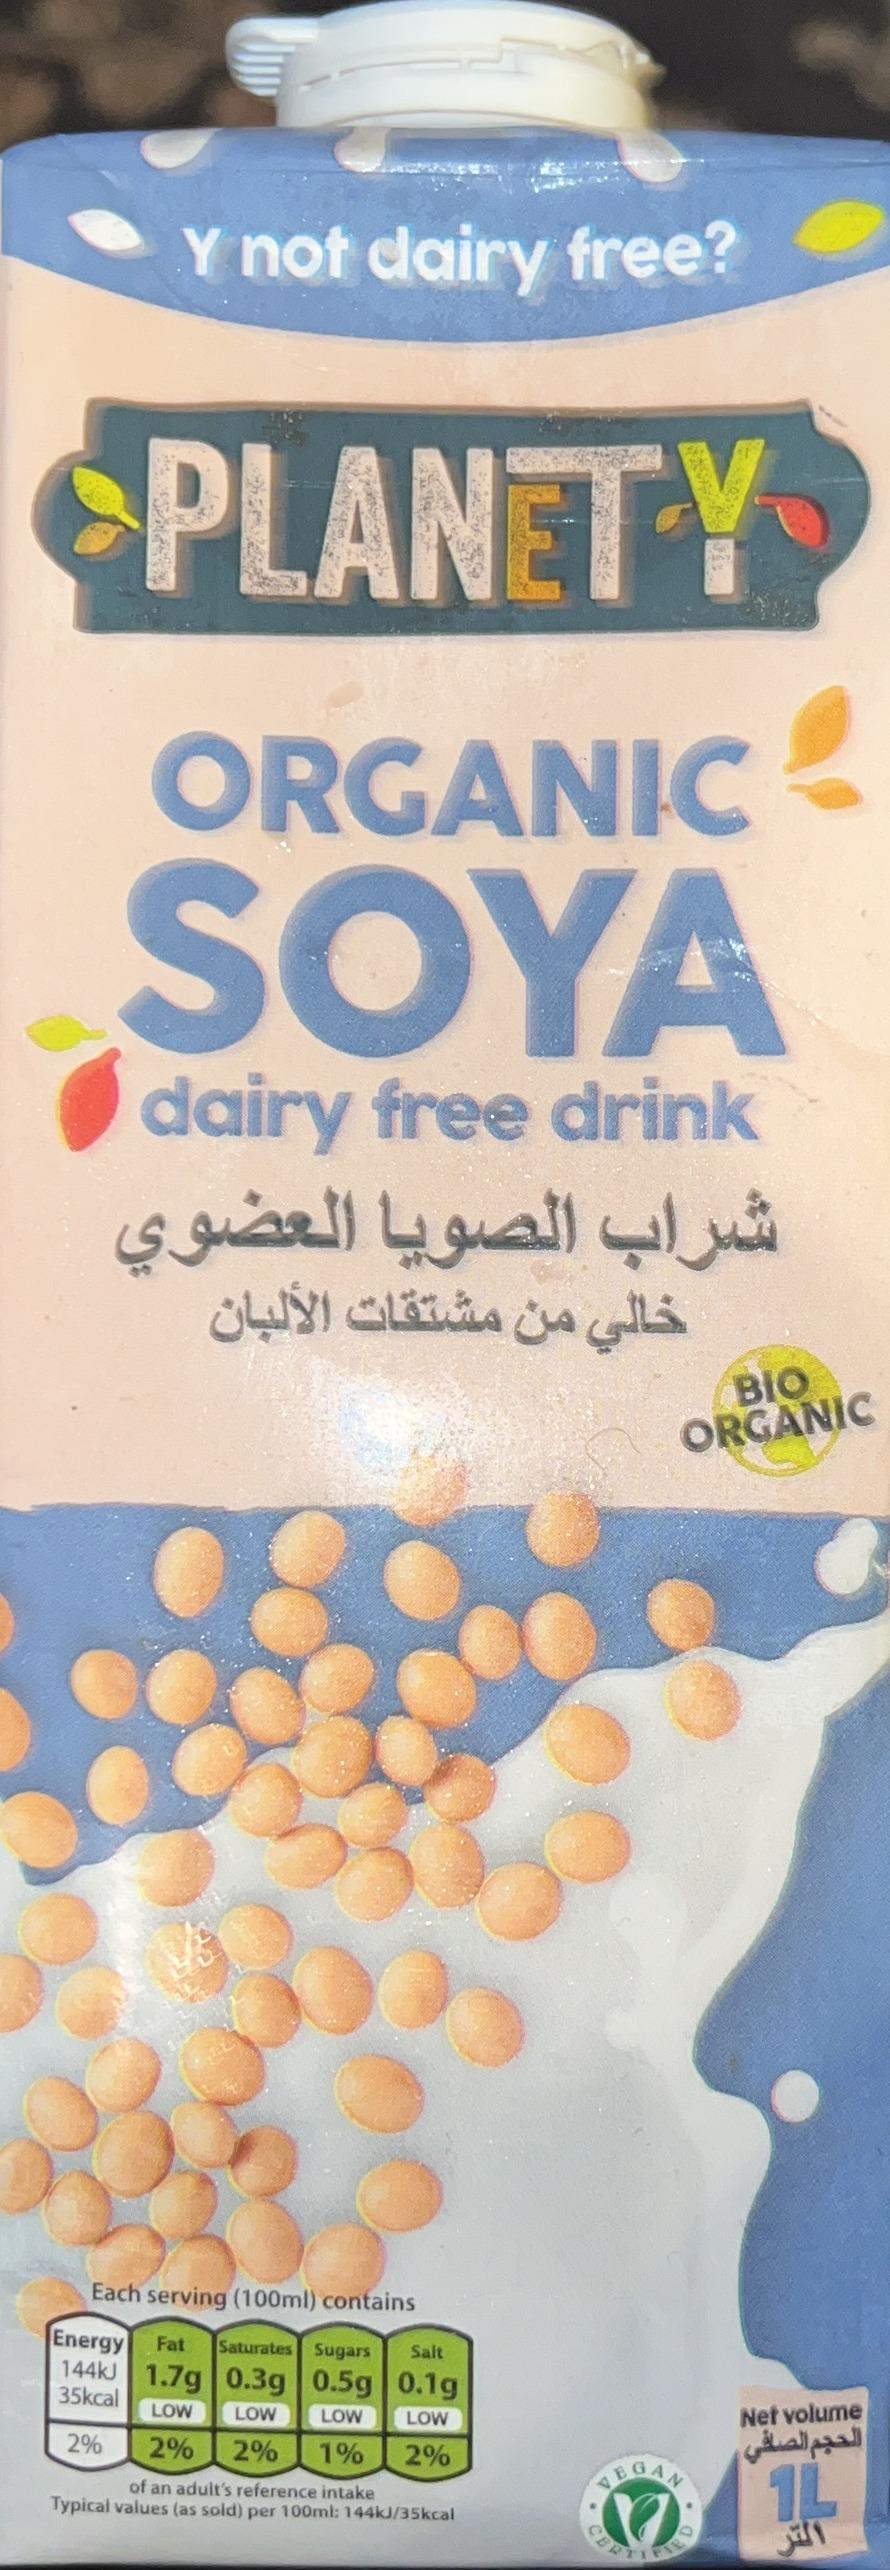 Y not dairy free?
PLANET-Y
ORGANIC
SOYA
dairy free drink
شراب الصويا العضوي
خالي من مشتقات الألبان
BIO
ORGANIC
Each serving (100ml) contains
Energy Fat Saturates Sugars Salt
144kJ 1.7g 0.3g 0.5g 0.1g
35kcal LOW LOW LOW LOW
2% 2% 2% 1% 2%
of an adult's reference intake
Typical values (as sold) per 100ml: 144kJ/35kcal
VEGAN
CERTIFIED
Net volume
الحجم الصافي
1L
التر